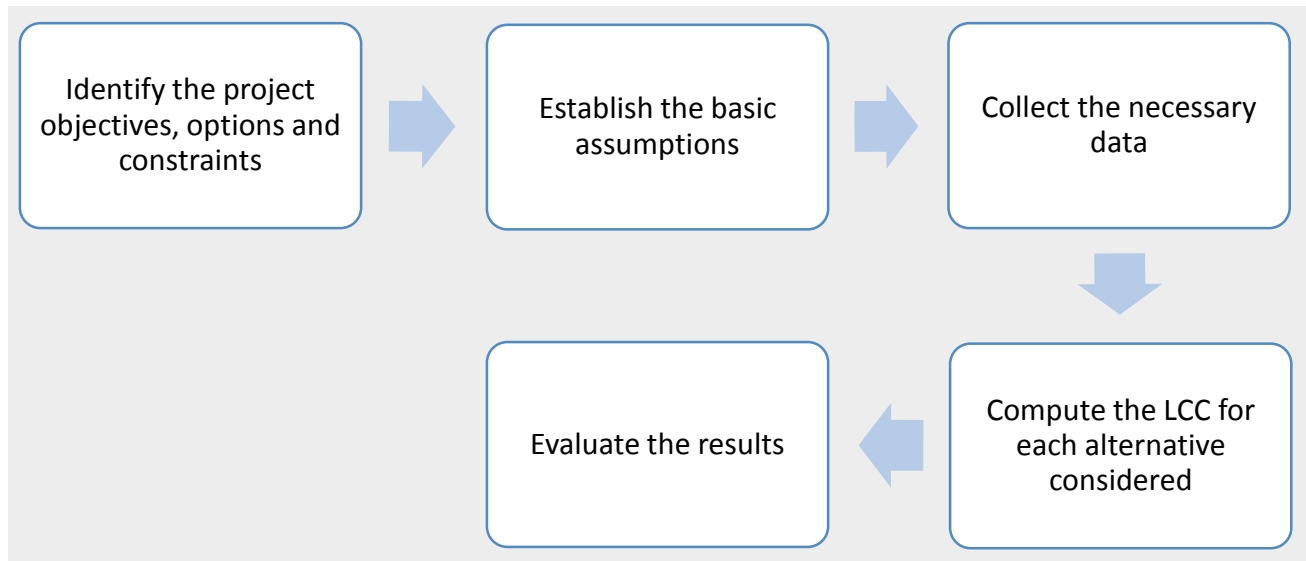 Identify the project
objectives, options and
constraints
Establish the basic
assumptions
Collect the necessary
data
Compute the LCC for
each alternative
considered
Evaluate the results